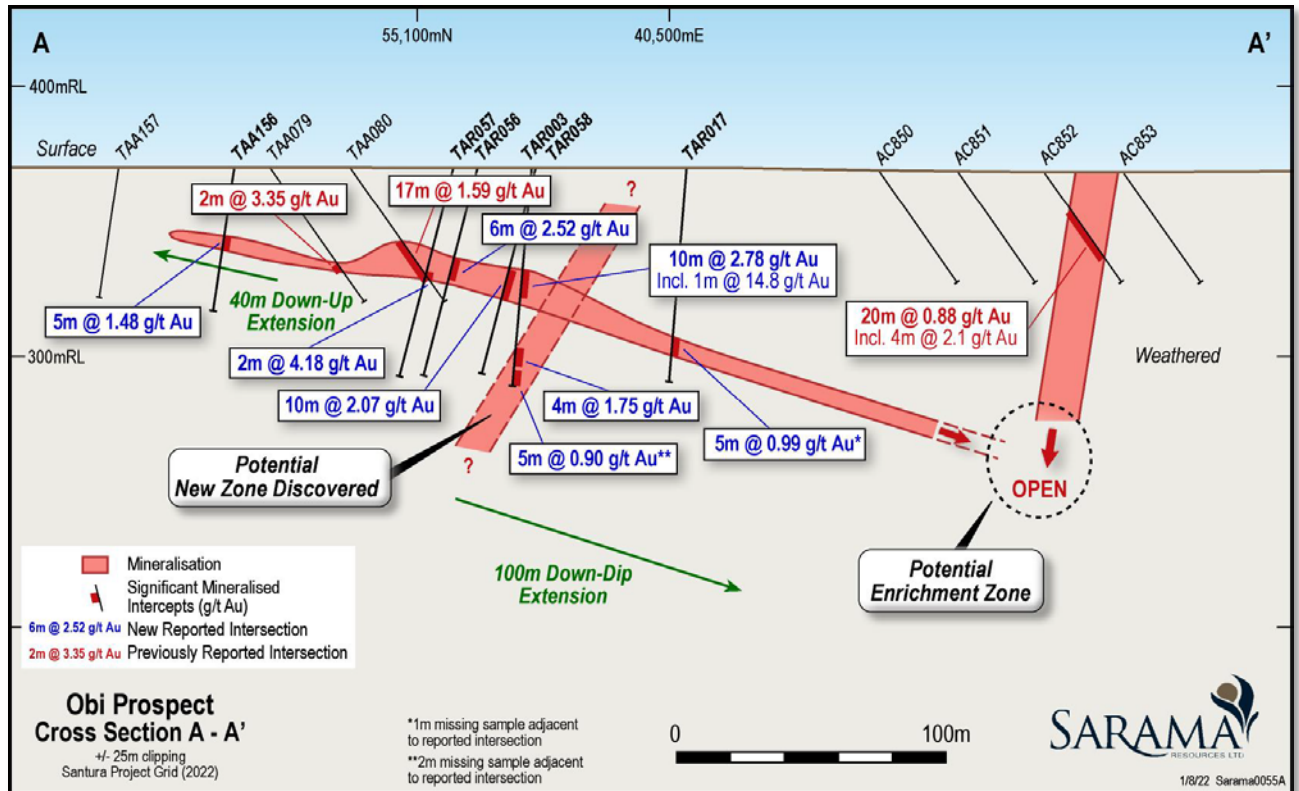 A
55,100mN
40,500mE
A’
400mRL
Surface
TAA157
TAA156
TAA079
TAA080
TAR057
TAR056
TAR003
TAR058
TAR017
AC850
AC851
AC852
AC853
2m @ 3.35 g/t Au
17m @ 1.59 g/t Au
?
6m @ 2.52 g/t Au
10m @ 2.78 g/t Au
Incl. 1m @ 14.8 g/t Au
40m Down-Up
Extension
5m @ 1.48 g/t Au
20m @ 0.88 g/t Au
Incl. 4m @ 2.1 g/t Au
300mRL
Weathered
2m @ 4.18 g/t Au
10m @ 2.07 g/t Au
4m @ 1.75 g/t Au
5m @ 0.99 g/t Au*
5m @ 0.90 g/t Au**
?
Potential
New Zone Discovered
OPEN
100m Down-Dip
Extension
Potential
Enrichment Zone
Mineralisation
Significant Mineralised
Intercepts (g/t Au)
6m @ 2.52 g/t Au New Reported Intersection
2m @ 3.35 g/t Au Previously Reported Intersection
Obi Prospect
Cross Section A - A’
+/- 25m clipping
Santura Project Grid (2022)
*1m missing sample adjacent
to reported intersection
**2m missing sample adjacent
to reported intersection
0
100m
SARAMA
RESOURCES LTD
1/8/22 Sarama0055A